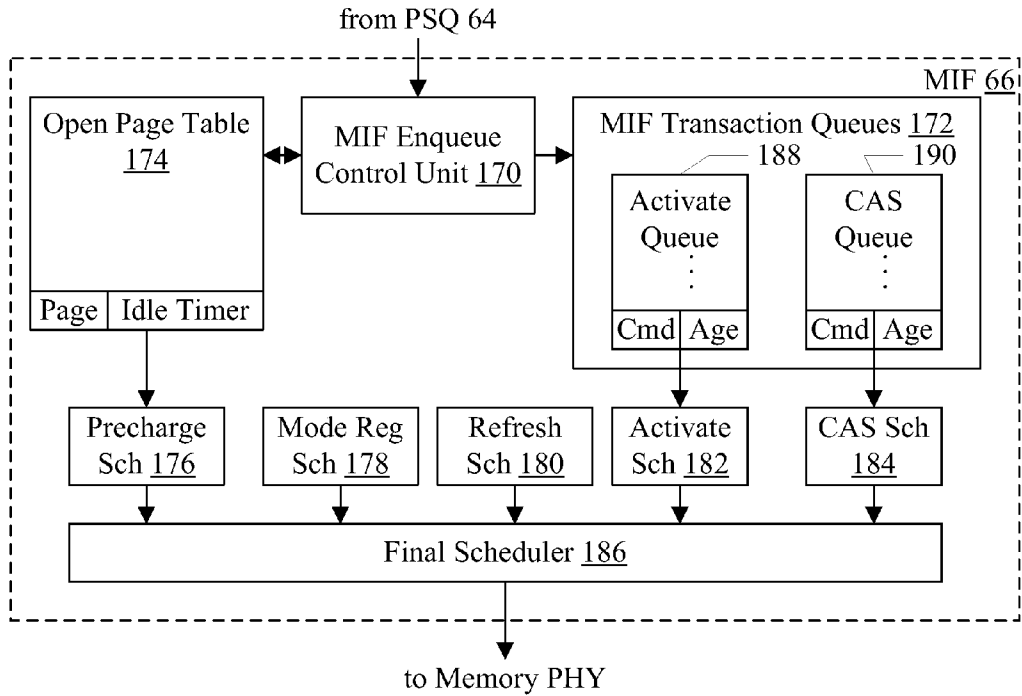 from PSQ 64
MIF 66
Open Page Table
174
Page
Idle Timer
MIF Enqueue
Control Unit 170
MIF Transaction Queues 172
188
190
Activate
Queue
Cmd
Age
CAS
Queue
Cmd
Age
Precharge
Sch 176
Mode Reg
Sch 178
Refresh
Sch 180
Activate
Sch 182
CAS Sch
184
Final Scheduler 186
to Memory PHY